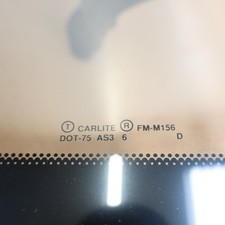 Ⓣ CARLITE Ⓡ FM-M156
DOT-75 AS3 6 D